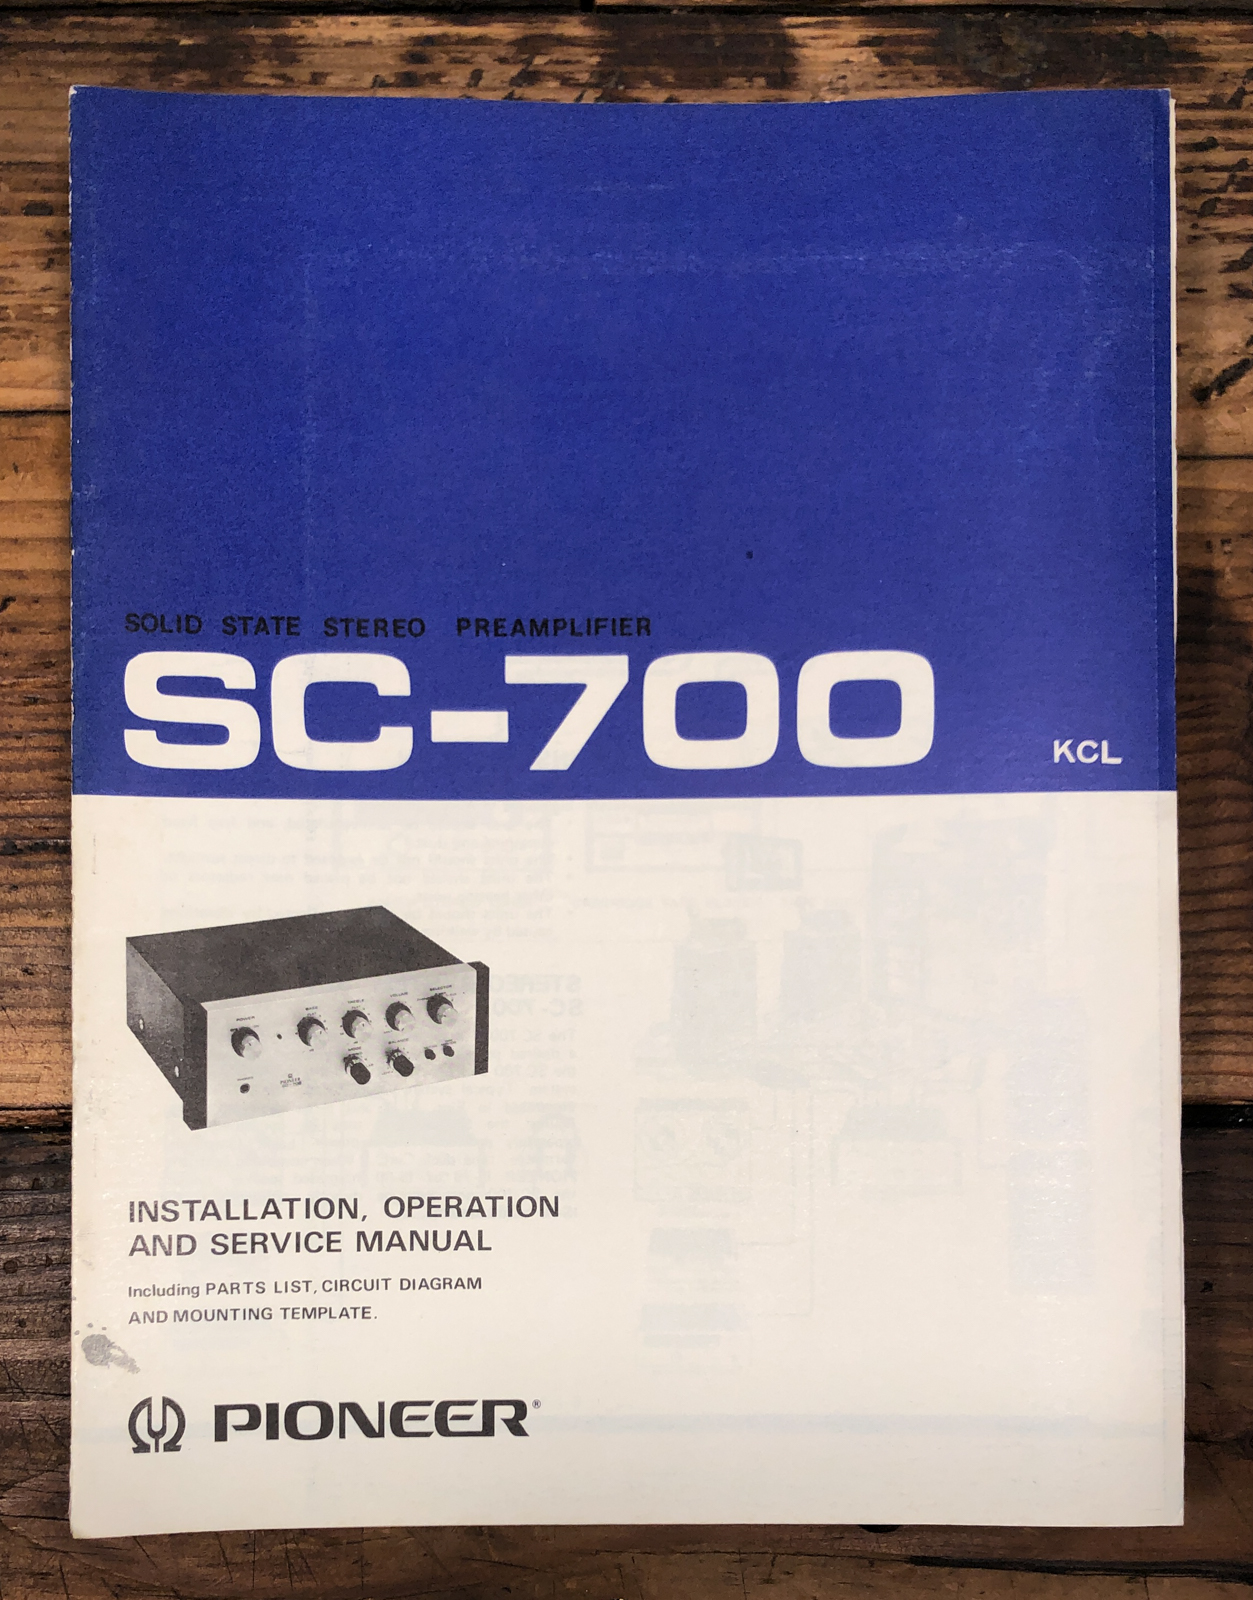 SOLID STATE STEREO PREAMPLIFIER
SC-700
KCL
INSTALLATION, OPERATION
AND SERVICE MANUAL
Including PARTS LIST, CIRCUIT DIAGRAM
AND MOUNTING TEMPLATE.
PIONEER®